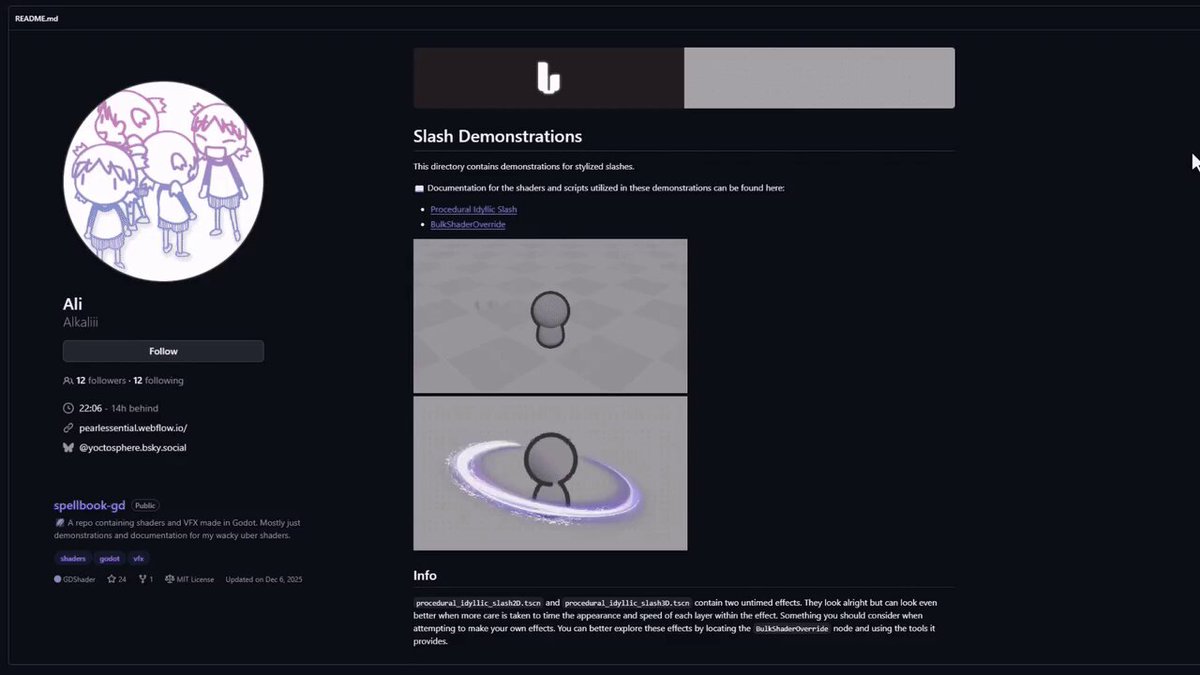 README.md
Ali
Alkaliii
Follow
12 followers · 12 following
22:06 - 14h behind
pearlessential.webflow.io/
@yoctosphere.bsky.social
spellbook-gd Public
A repo containing shaders and VFX made in Godot. Mostly just
demonstrations and documentation for my wacky uber shaders.
shaders godot vfx
GDShader 24 1 MIT License Updated on Dec 6, 2025
Slash Demonstrations
This directory contains demonstrations for stylized slashes.
Documentation for the shaders and scripts utilized in these demonstrations can be found here:
• Procedural Idyllic Slash
• BulkShaderOverride
Info
procedural_idyllic_slash2D.tscn and procedural_idyllic_slash3D.tscn contain two untimed effects. They look alright but can look even
better when more care is taken to time the appearance and speed of each layer within the effect. Something you should consider when
attempting to make your own effects. You can better explore these effects by locating the BulkShaderOverride node and using the tools it
provides.